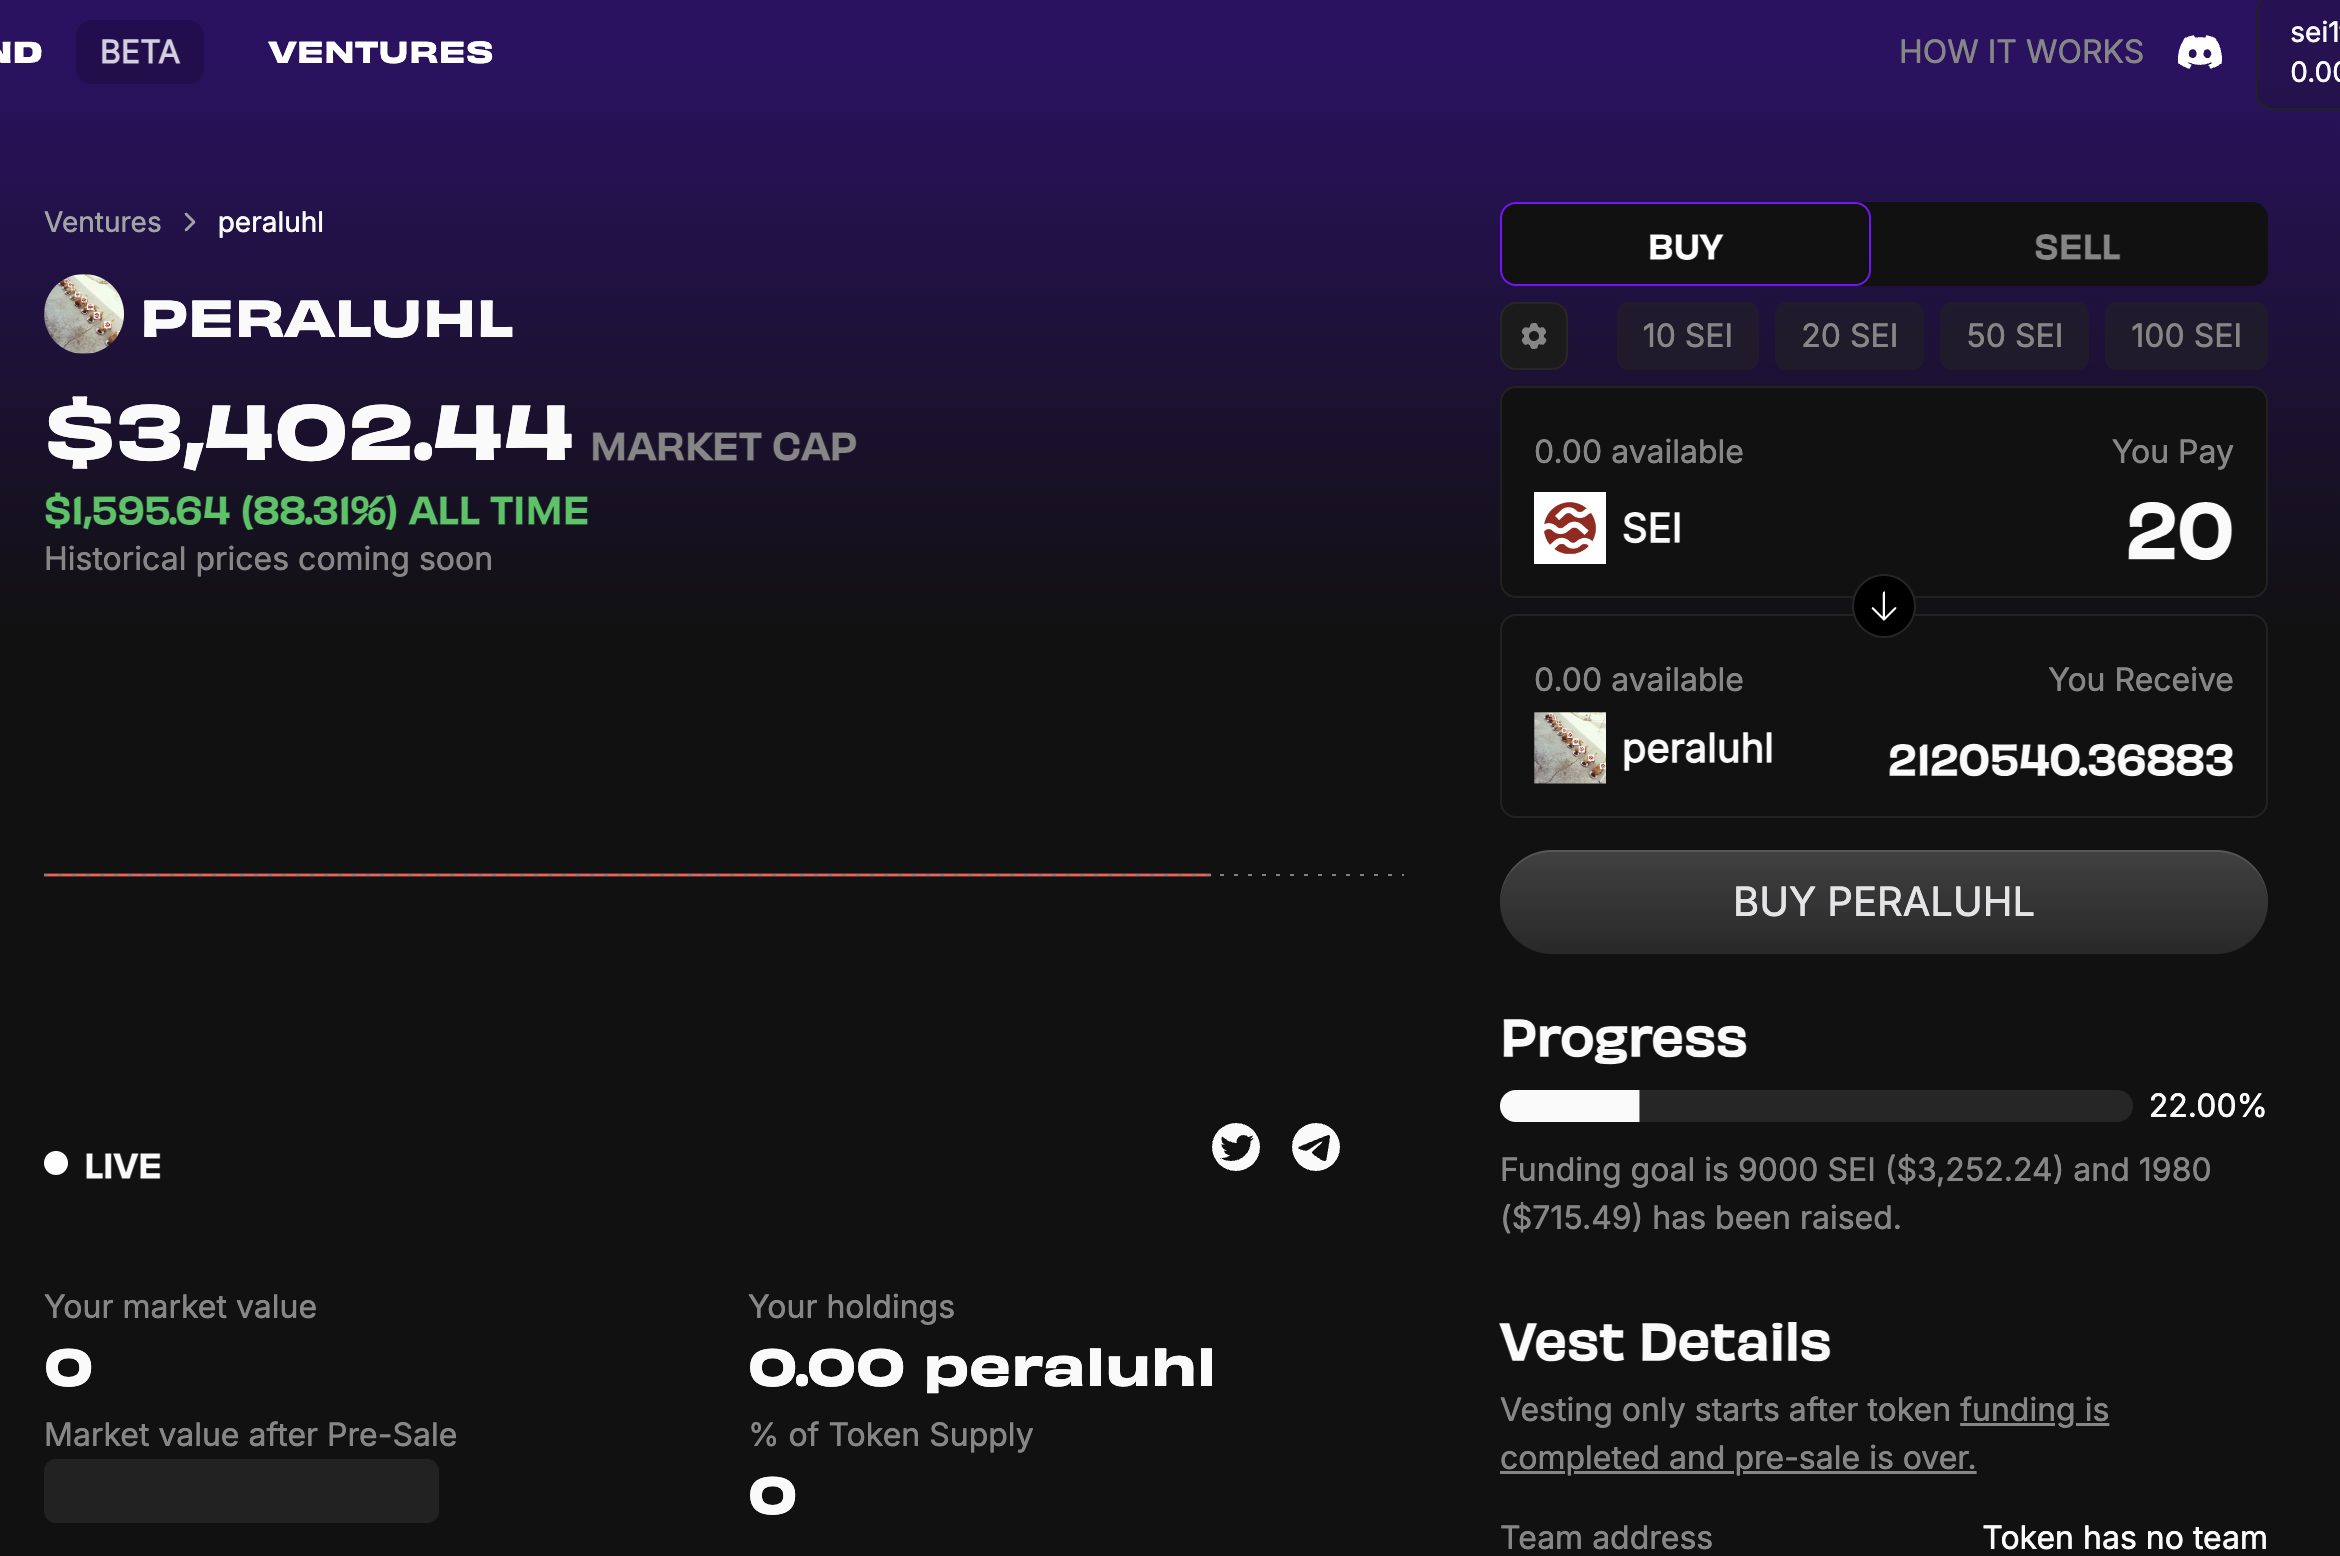 ND
BETA
VENTURES
HOW IT WORKS
sei1
0.00
Ventures > peraluhl
PERALUHL
$3,402.44 MARKET CAP
$1,595.64 (88.31%) ALL TIME
Historical prices coming soon
LIVE
Your market value
0
Market value after Pre-Sale
Your holdings
0.00 peraluhl
% of Token Supply
0
BUY
SELL
10 SEI
20 SEI
50 SEI
100 SEI
0.00 available
You Pay
SEI
20
0.00 available
You Receive
peraluhl
2120540.36883
BUY PERALUHL
Progress
22.00%
Funding goal is 9000 SEI ($3,252.24) and 1980
($715.49) has been raised.
Vest Details
Vesting only starts after token funding is
completed and pre-sale is over.
Team address
Token has no team